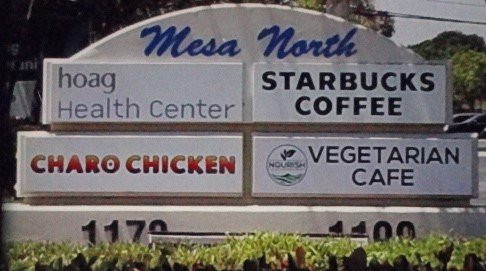 Mesa North
hoag
Health Center
STARBUCKS
COFFEE
CHARO CHICKEN
NOURISH
VEGETARIAN
CAFE